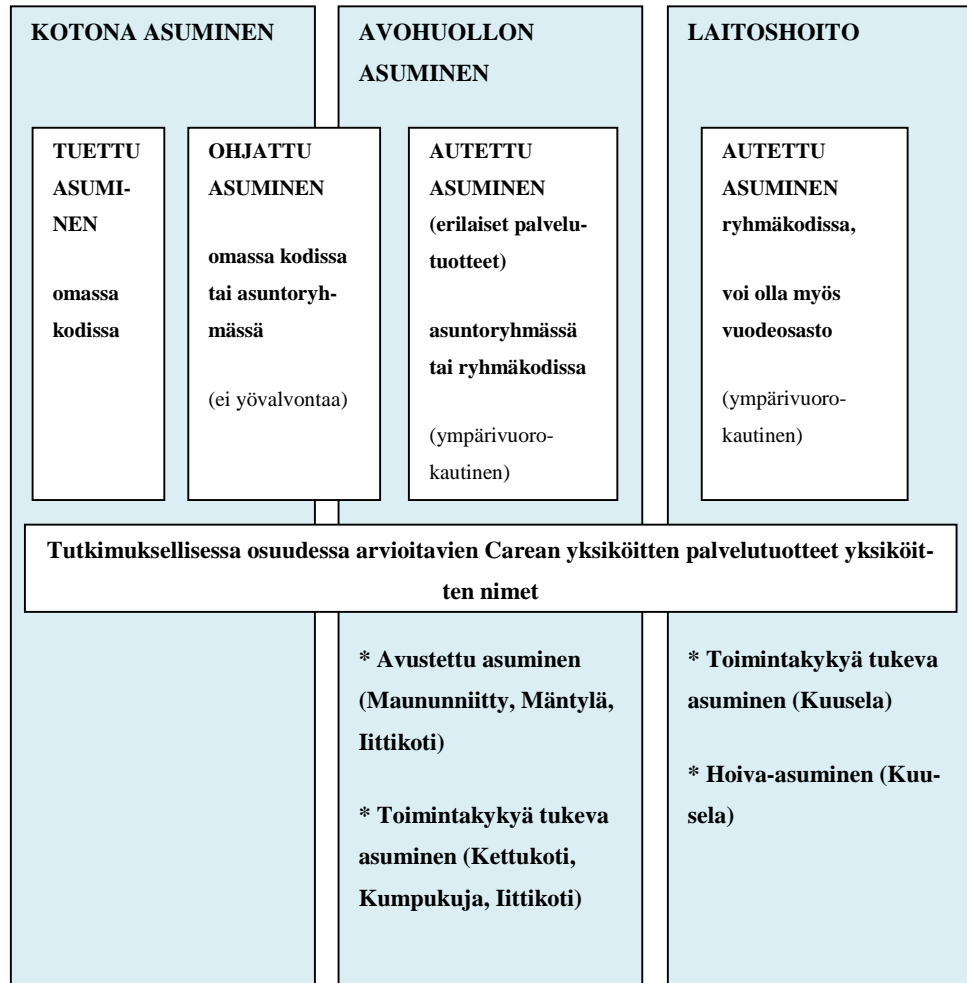 KOTONA ASUMINEN
AVOHUOLLON
ASUMINEN
LAITOSHOITO
TUETTU
ASUMI-
NEN
omassa
kodissa
OHJATTU
ASUMINEN
omassa kodissa
tai asuntoryh-
mässä
(ei yövalvontaa)
AUTETTU
ASUMINEN
(erilaiset palvelu-
tuotteet)
asuntoryhmässä
tai ryhmäkodissa
(ympärivuoro-
kautinen)
AUTETTU
ASUMINEN
ryhmäkodissa,
voi olla myös
vuodeosasto
(ympärivuoro-
kautinen)
Tutkimuksellisessa osuudessa arvioitavien Carean yksiköitten palvelutuotteet yksiköit-
ten nimet
* Avustettu asuminen
(Maununniitty, Mäntylä,
Iittikoti)
* Toimintakykyä tukeva
asuminen (Kettukoti,
Kumpukuja, Iittikoti)
* Toimintakykyä tukeva
asuminen (Kuusela)
* Hoiva-asuminen (Kuu-
sela)